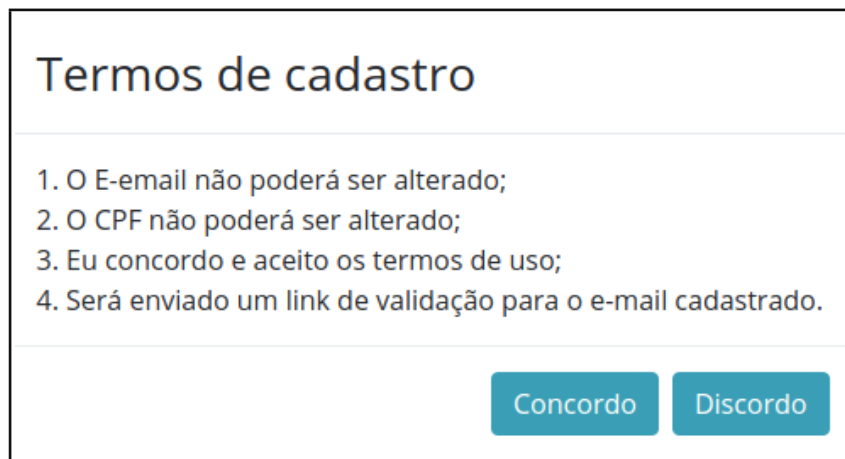 Termos de cadastro
1. O E-email não poderá ser alterado;
2. O CPF não poderá ser alterado;
3. Eu concordo e aceito os termos de uso;
4. Será enviado um link de validação para o e-mail cadastrado.
Concordo Discordo